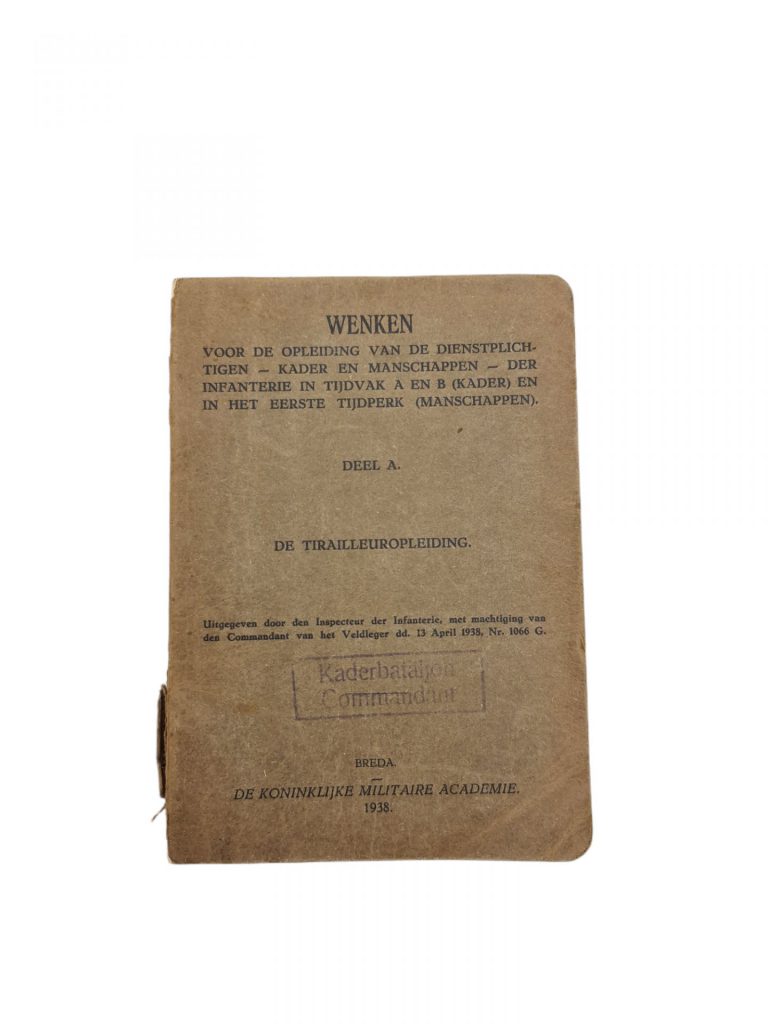 WENKEN
VOOR DE OPLEIDING VAN DE DIENSTPLICH-
TIGEN — KADER EN MANSCHAPPEN — DER
INFANTERIE IN TIJDVAK A EN B (KADER) EN
IN HET EERSTE TIJDPERK (MANSCHAPPEN).
DEEL A.
DE TIRAILLEUROPLEIDING.
Uitgegeven door den Inspecteur der Infanterie, met machtiging van
den Commandant van het Veldleger dd. 13 April 1938, Nr. 1066 G.
Kaderbataljon
Commandant
BREDA.
DE KONINKLIJKE MILITAIRE ACADEMIE.
1938.